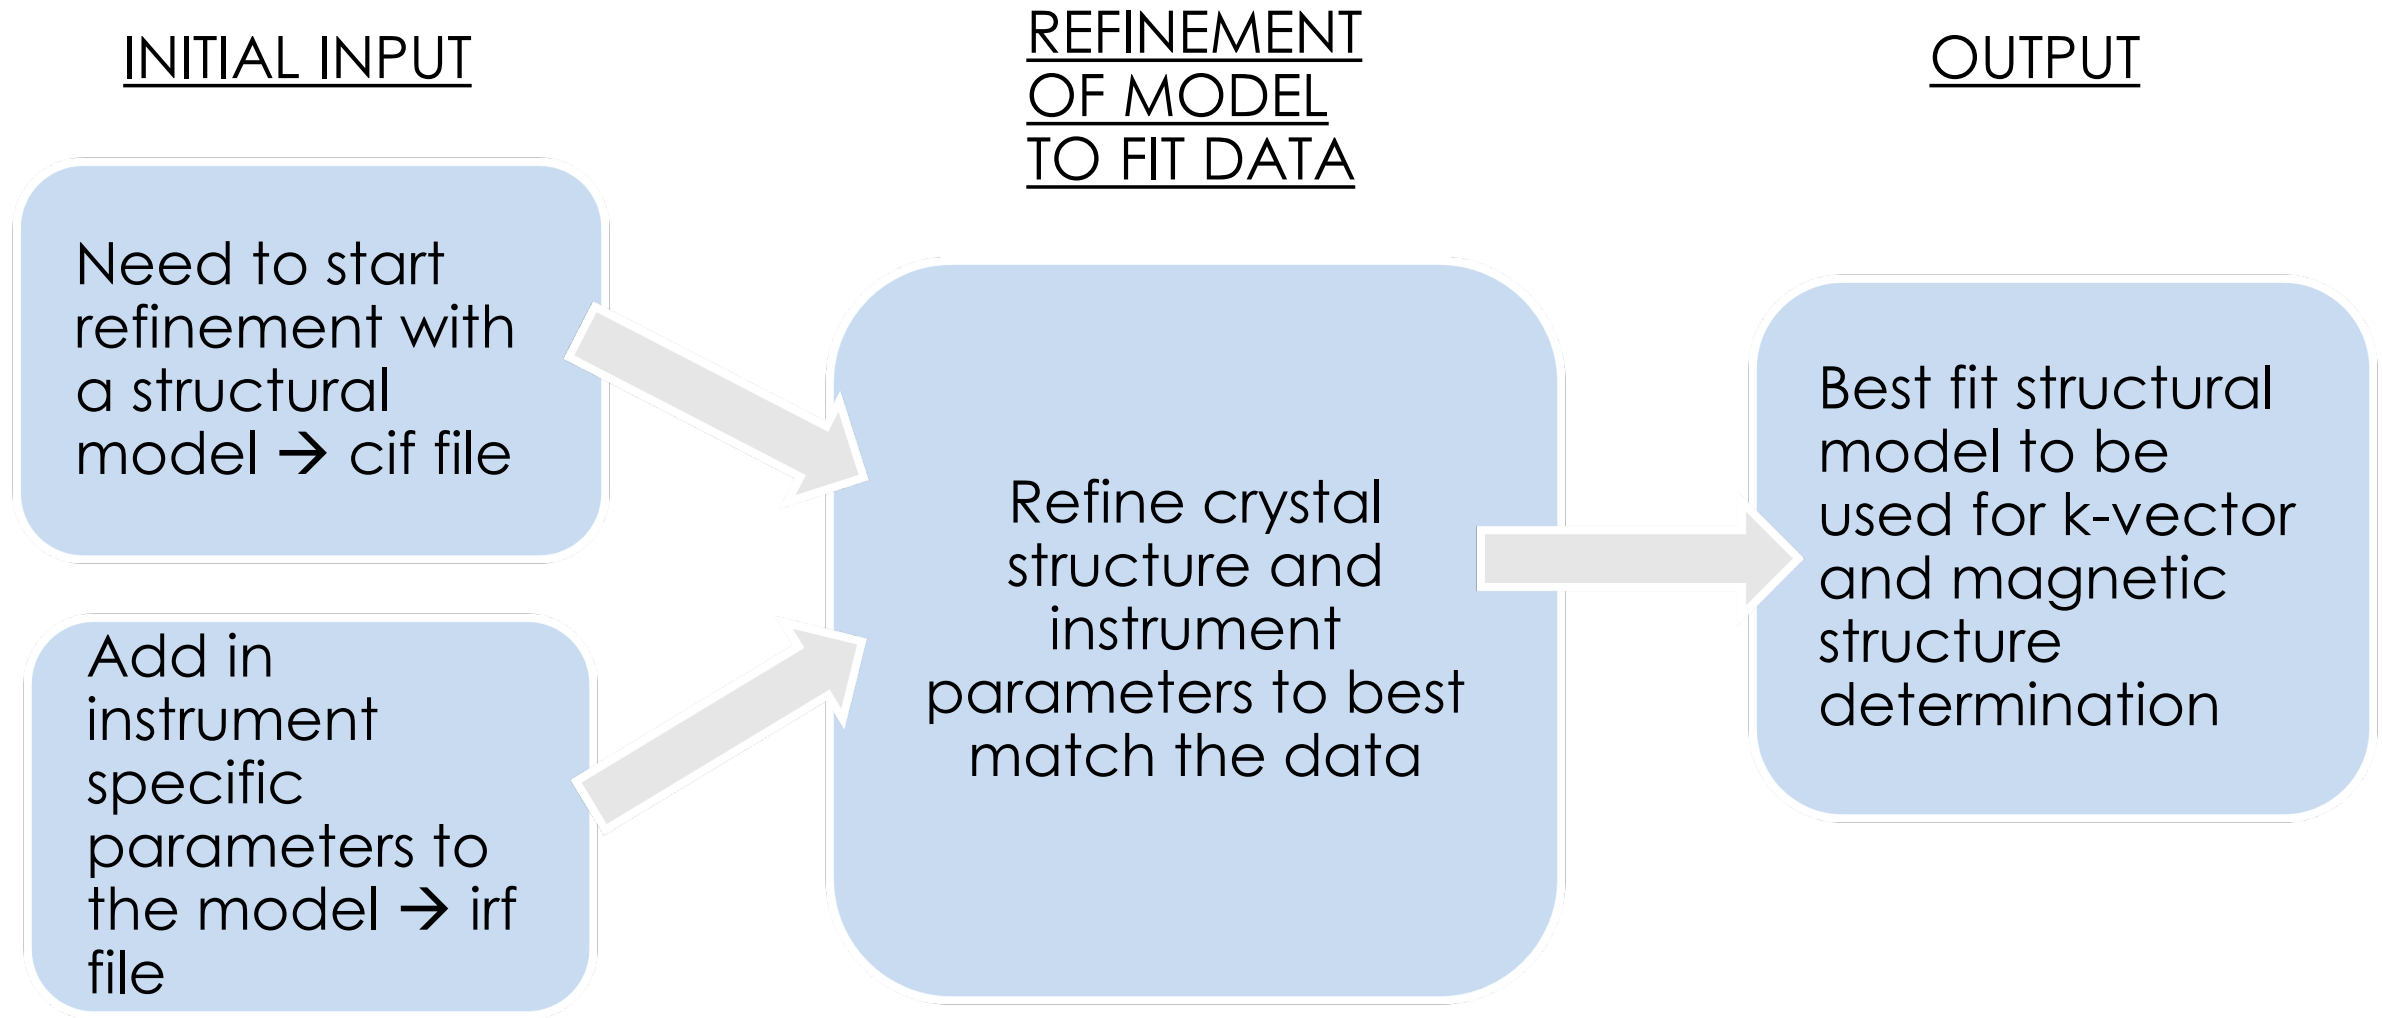 INITIAL INPUT
REFINEMENT
OF MODEL
TO FIT DATA
OUTPUT
Need to start
refinement with
a structural
model → cif file
Add in
instrument
specific
parameters to
the model → irf
file
Refine crystal
structure and
instrument
parameters to best
match the data
Best fit structural
model to be
used for k-vector
and magnetic
structure
determination